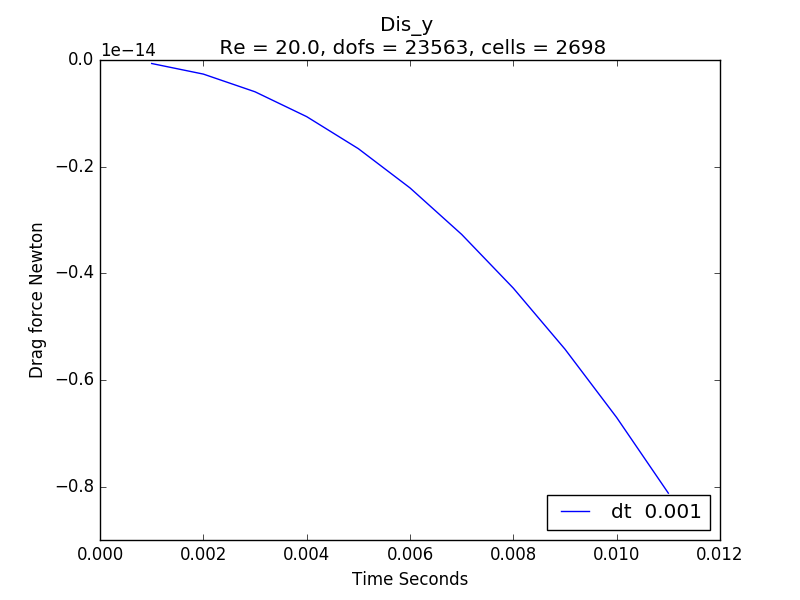 Dis_y
Re = 20.0, dofs = 23563, cells = 2698
1e−14
0.0
−0.2
−0.4
−0.6
−0.8
Drag force Newton
dt 0.001
0.000 0.002 0.004 0.006 0.008 0.010 0.012
Time Seconds